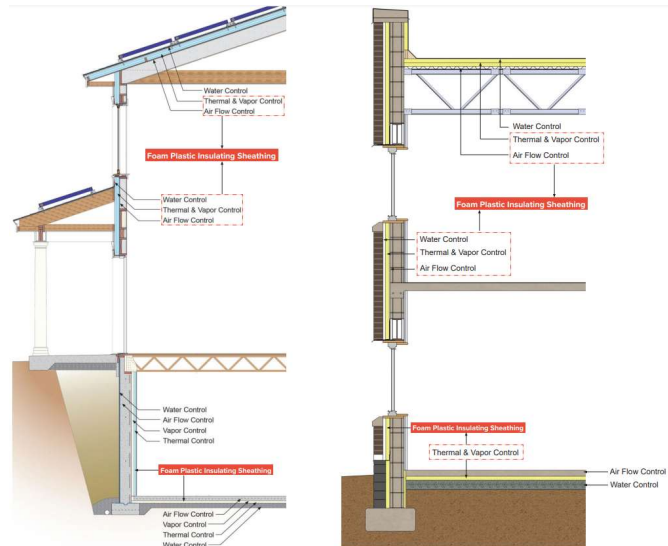 Water Control
Thermal & Vapor Control
Air Flow Control
Foam Plastic Insulating Sheathing
Water Control
Thermal & Vapor Control
Air Flow Control
Water Control
Air Flow Control
Vapor Control
Thermal Control
Foam Plastic Insulating Sheathing
Air Flow Control
Vapor Control
Thermal Control
Water Control
Water Control
Thermal & Vapor Control
Air Flow Control
Foam Plastic Insulating Sheathing
Water Control
Thermal & Vapor Control
Air Flow Control
Foam Plastic Insulating Sheathing
Thermal & Vapor Control
Air Flow Control
Water Control